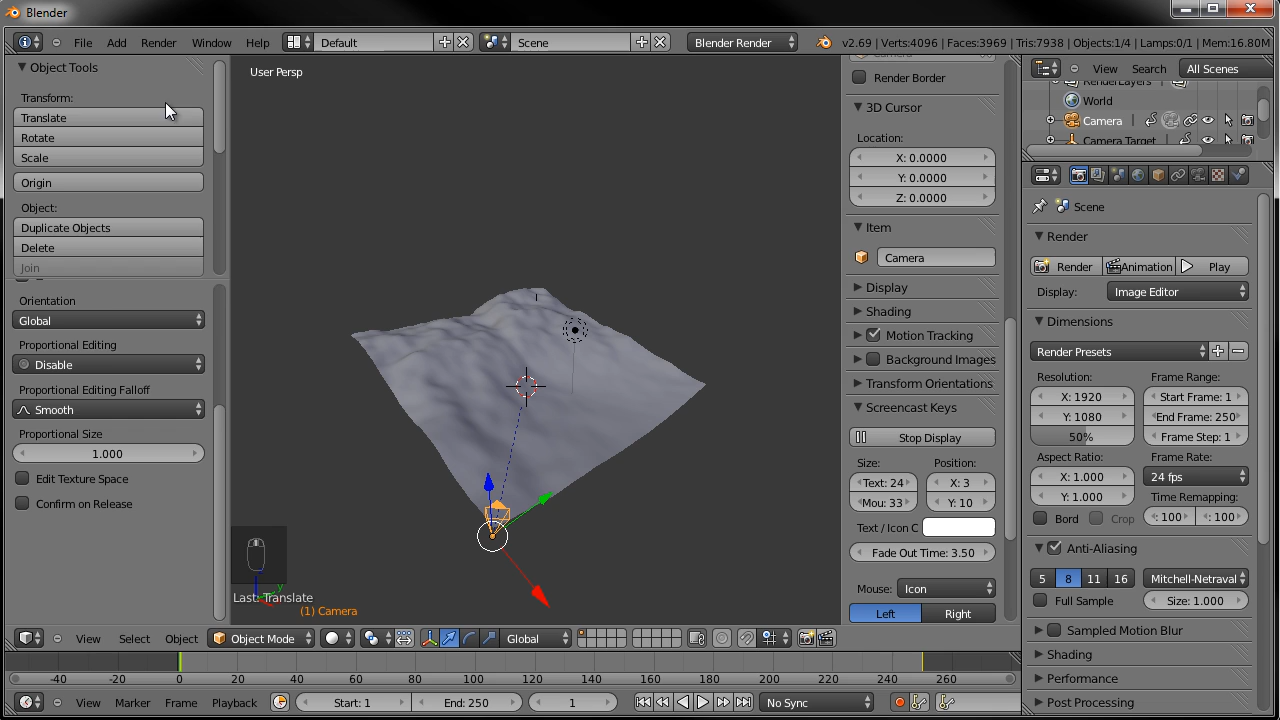 Blender
File Add Render Window Help Default Scene Blender Render v2.69 | Verts:4096 | Faces:3969 | Tris:7938 | Objects:1/4 | Lamps:0/1 | Mem:16.80M
Object Tools
Transform:
Translate
Rotate
Scale
Origin
Object:
Duplicate Objects
Delete
Join
Orientation
Global
Proportional Editing
Disable
Proportional Editing Falloff
Smooth
Proportional Size
1.000
Edit Texture Space
Confirm on Release
User Persp
Last: Translate
(1) Camera
Render Border
3D Cursor
Location:
X: 0.0000
Y: 0.0000
Z: 0.0000
Item
Camera
Display
Shading
Motion Tracking
Background Images
Transform Orientations
Screencast Keys
Stop Display
Size: Position:
Text: 24 X: 3
Mou: 33 Y: 10
Text / Icon C
Fade Out Time: 3.50
Mouse: Icon
Left Right
View Search All Scenes
RenderLayers
World
Camera
Camera Target
Scene
Render
Render Animation Play
Display: Image Editor
Dimensions
Render Presets
Resolution: Frame Range:
X: 1920 Start Frame: 1
Y: 1080 End Frame: 250
50% Frame Step: 1
Aspect Ratio: Frame Rate:
X: 1.000 24 fps
Y: 1.000 Time Remapping:
Bord Crop : 100 : 100
Anti-Aliasing
5 8 11 16 Mitchell-Netraval
Full Sample Size: 1.000
Sampled Motion Blur
Shading
Performance
Post Processing
View Select Object Object Mode Global
-40 -20 0 20 40 60 80 100 120 140 160 180 200 220 240 260
View Marker Frame Playback Start: 1 End: 250 1 No Sync